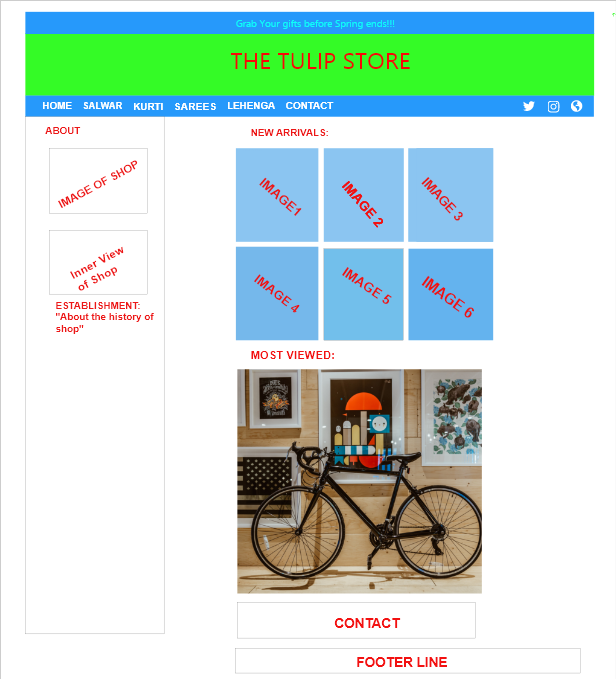 Grab Your gifts before Spring ends!!!
THE TULIP STORE
HOME SALWAR KURTI SAREES LEHENGA CONTACT
ABOUT
IMAGE OF SHOP
Inner View
of Shop
ESTABLISHMENT:
"About the history of
shop"
NEW ARRIVALS:
IMAGE1
IMAGE 2
IMAGE 3
IMAGE 4
IMAGE 5
IMAGE 6
MOST VIEWED:
CONTACT
FOOTER LINE